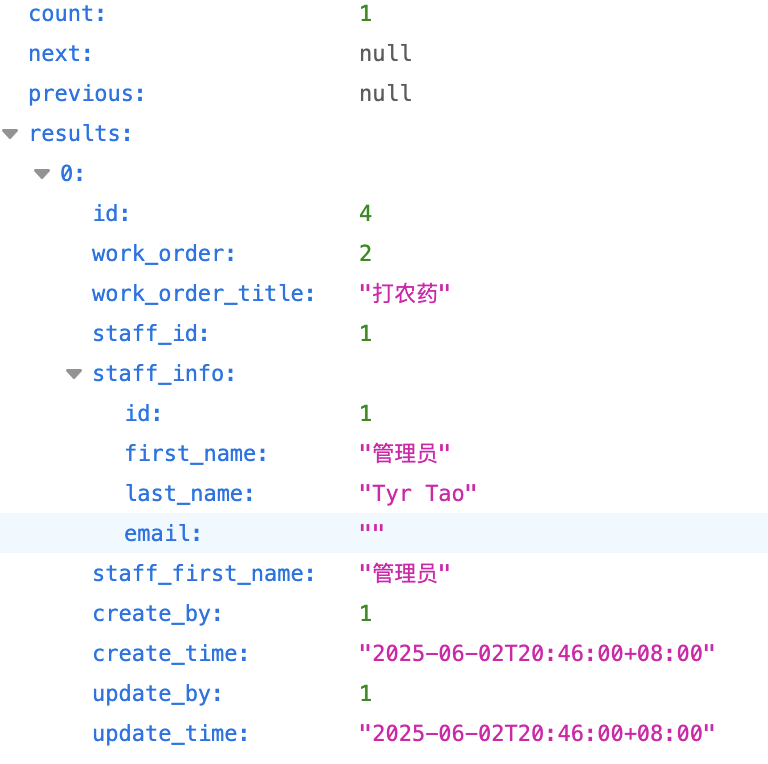 count: 1
next: null
previous: null
results:
0:
id: 4
work_order: 2
work_order_title: "打农药"
staff_id: 1
staff_info:
id: 1
first_name: "管理员"
last_name: "Tyr Tao"
email: ""
staff_first_name: "管理员"
create_by: 1
create_time: "2025-06-02T20:46:00+08:00"
update_by: 1
update_time: "2025-06-02T20:46:00+08:00"